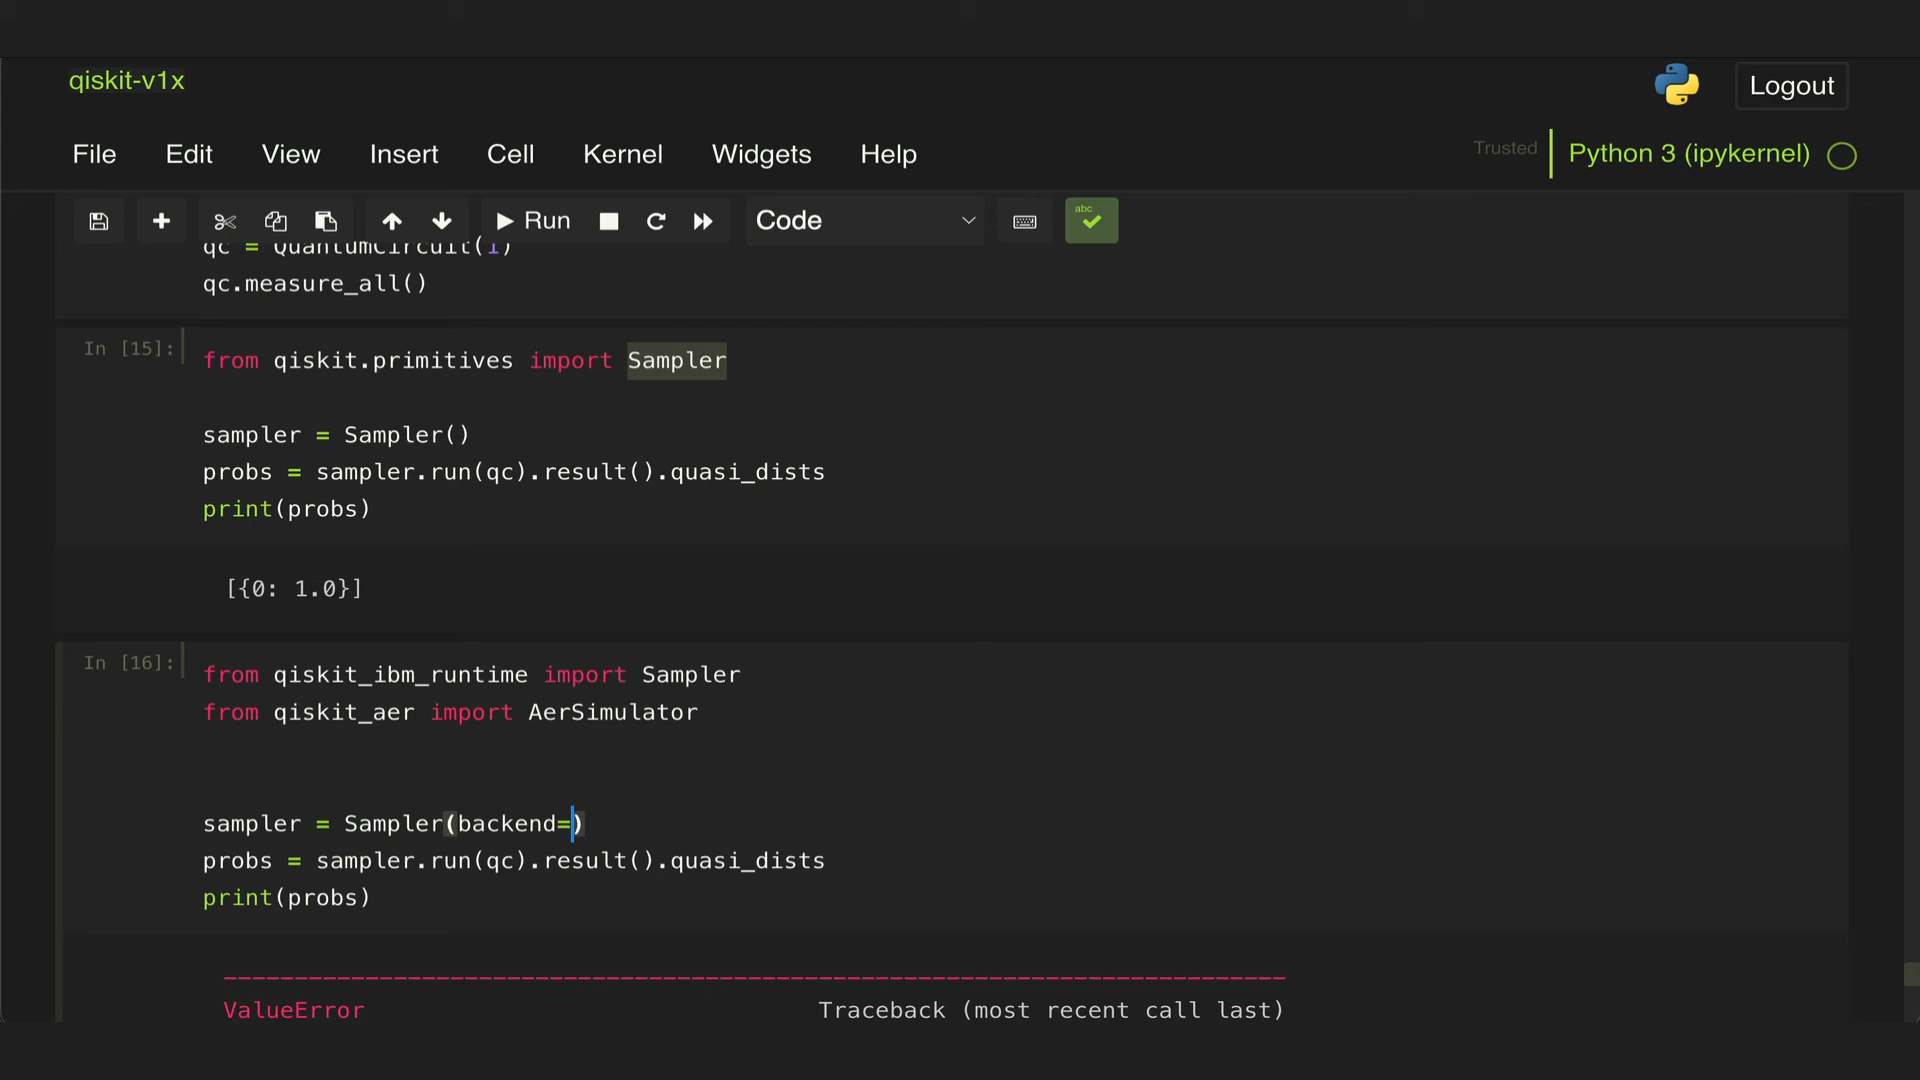 qiskit-v1x
Logout
File Edit View Insert Cell Kernel Widgets Help
Trusted Python 3 (ipykernel)
Run Code abc
qc = QuantumCircuit(1)
qc.measure_all()
In [15]: from qiskit.primitives import Sampler
sampler = Sampler()
probs = sampler.run(qc).result().quasi_dists
print(probs)
[{0: 1.0}]
In [16]: from qiskit_ibm_runtime import Sampler
from qiskit_aer import AerSimulator
sampler = Sampler(backend=)
probs = sampler.run(qc).result().quasi_dists
print(probs)
---------------------------------------------------------------------------
ValueError Traceback (most recent call last)